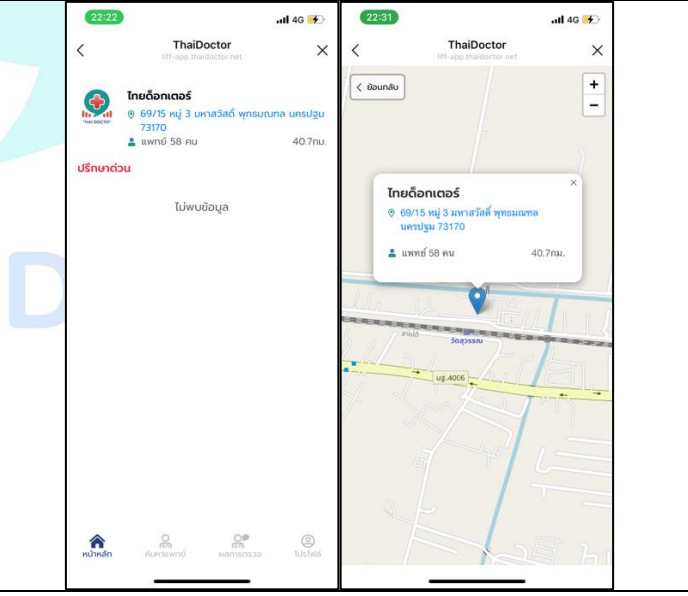 22:22
4G
ThaiDoctor
liff-app.thaidoctor.net
"THAI DOCTOR"
ไทยด็อกเตอร์
69/15 หมู่ 3 มหาสวัสดิ์ พุทธมณฑล นครปฐม
73170
แพทย์ 58 คน
40.7กม.
ปรึกษาด่วน
ไม่พบข้อมูล
หน้าหลัก
ค้นหาแพทย์
ผลการตรวจ
โปรไฟล์
22:31
4G
ThaiDoctor
liff-app.thaidoctor.net
ย้อนกลับ
+
−
ไทยด็อกเตอร์
69/15 หมู่ 3 มหาสวัสดิ์ พุทธมณฑล
นครปฐม 73170
แพทย์ 58 คน
40.7กม.
สายใต้
วัดสุวรรณ
นฐ.4006
D